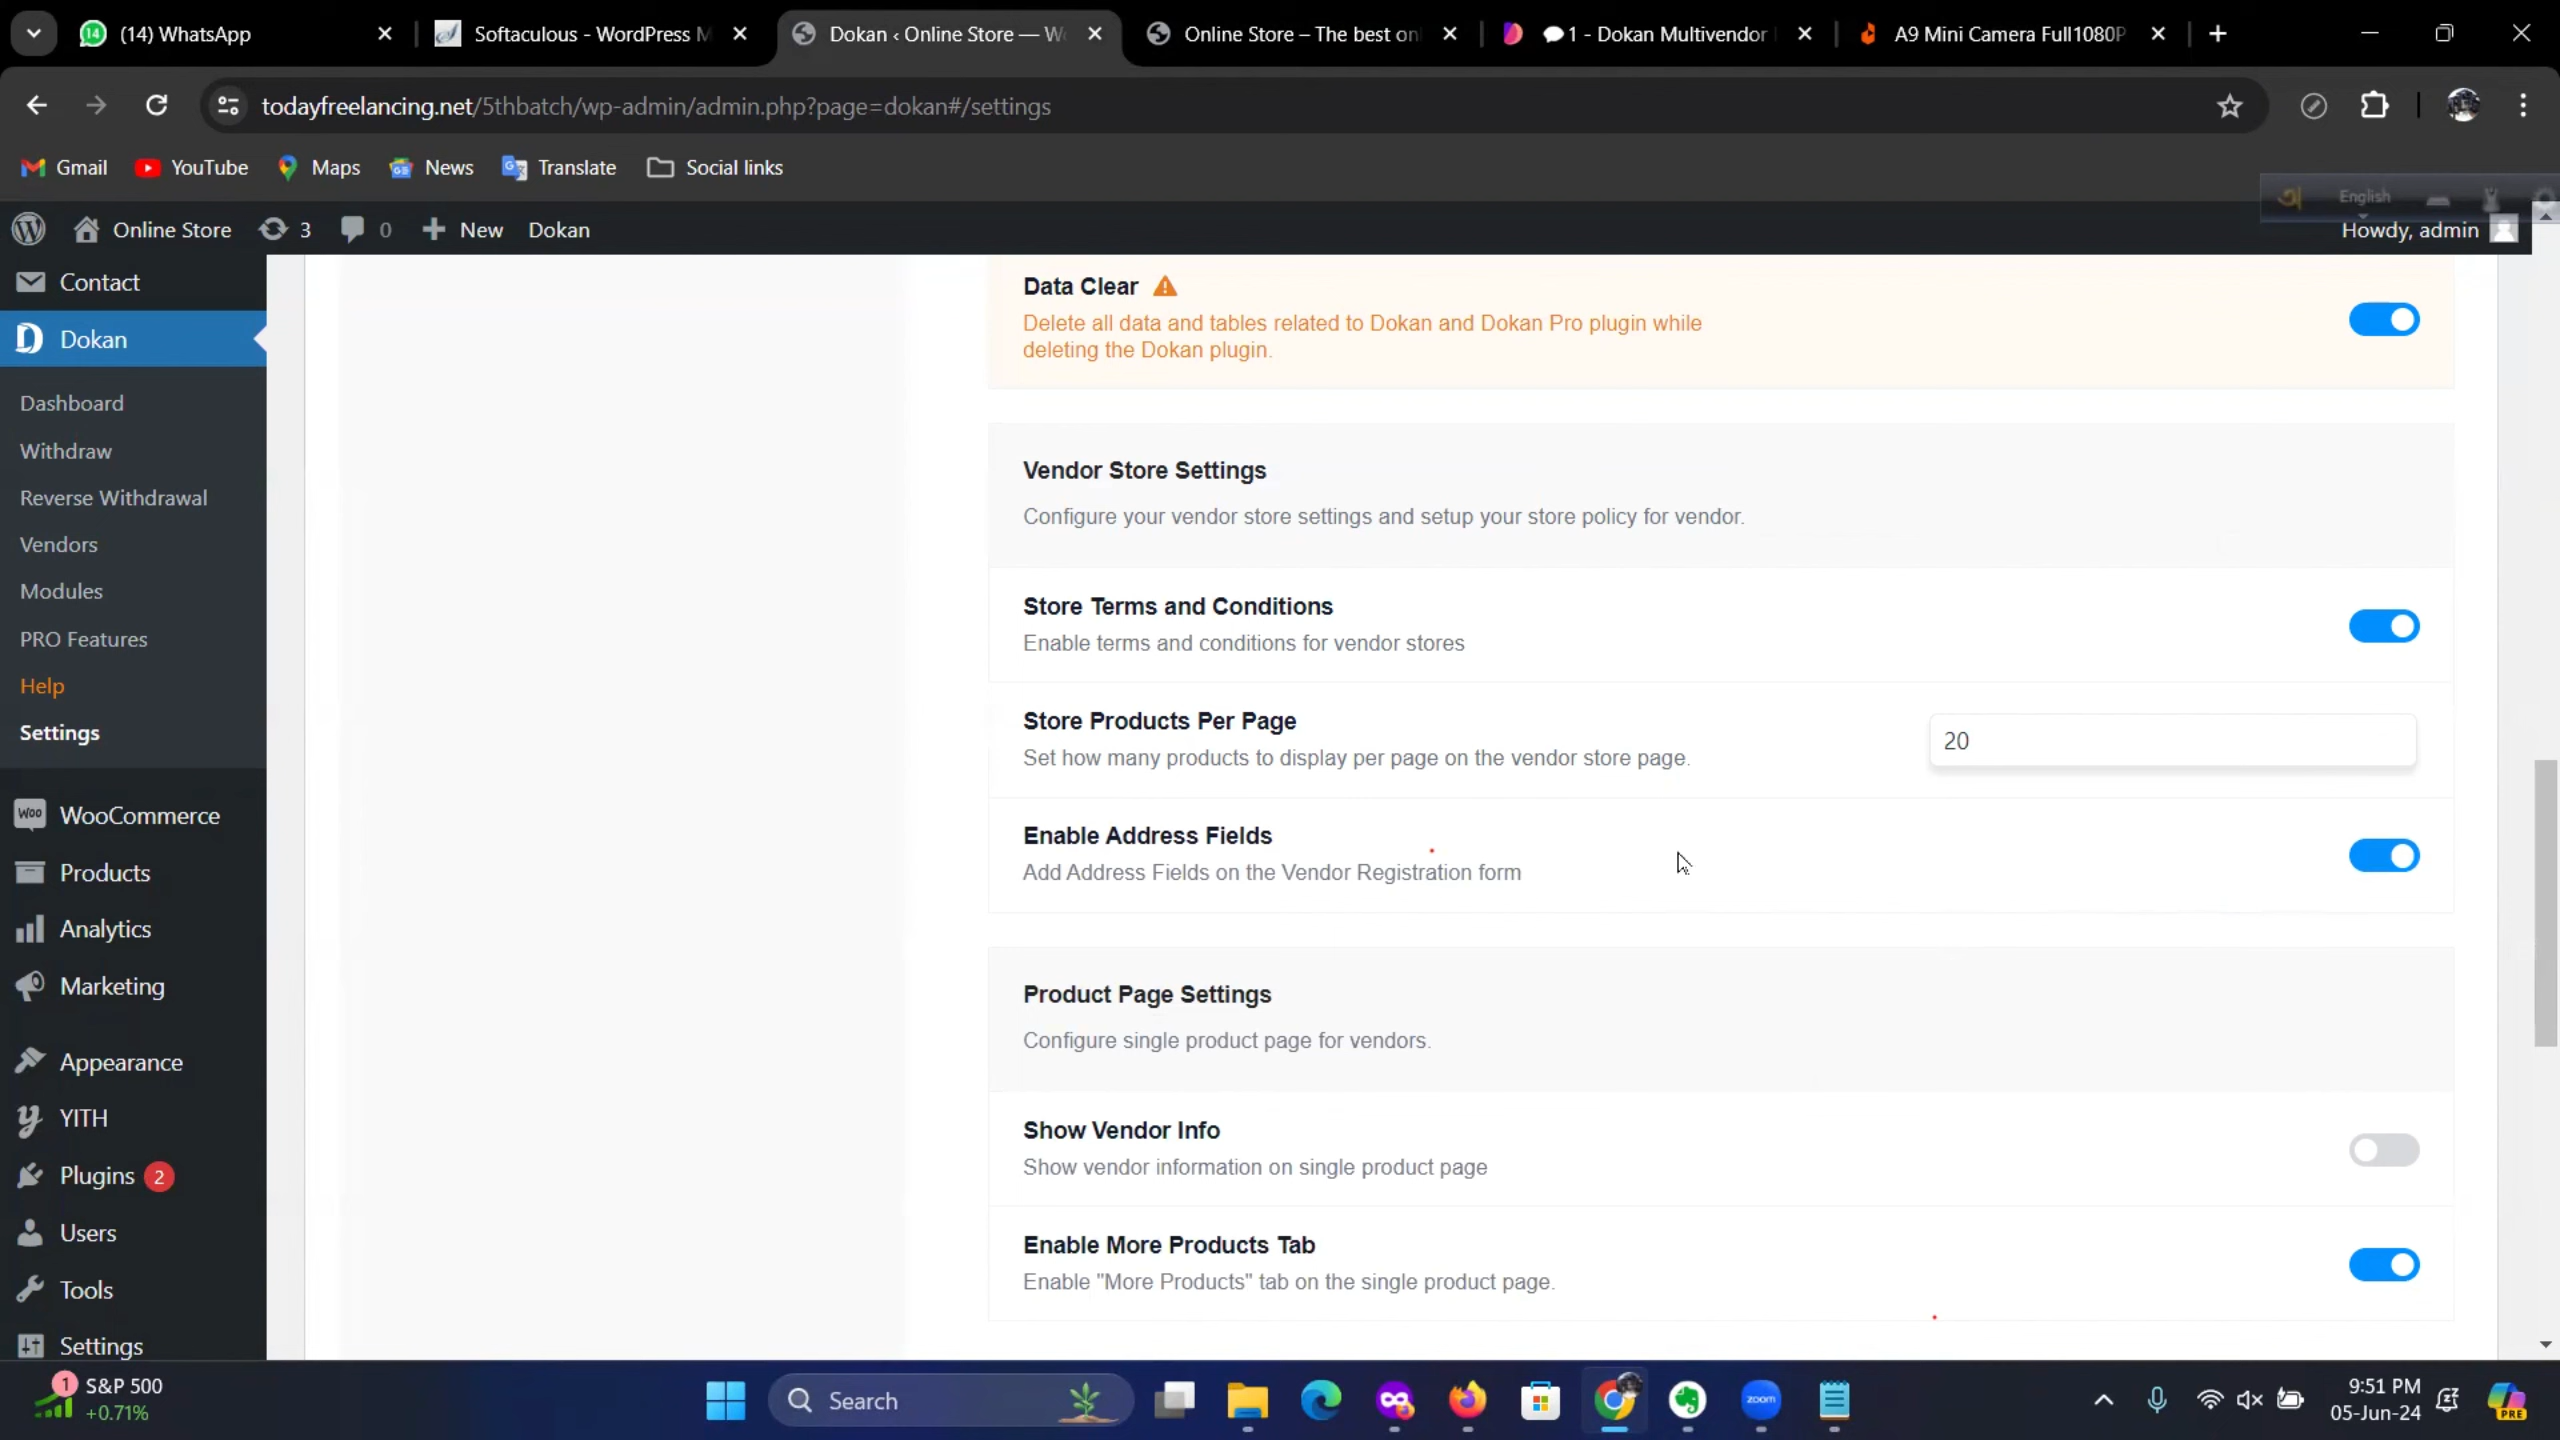 (14) WhatsApp
Softaculous - WordPress M
Dokan ‹ Online Store — Wo
Online Store – The best onl
1 - Dokan Multivendor
A9 Mini Camera Full1080P
todayfreelancing.net/5thbatch/wp-admin/admin.php?page=dokan#/settings
Gmail
YouTube
Maps
News
Translate
Social links
English
Online Store
3
0
New
Dokan
Howdy, admin
Contact
Dokan
Dashboard
Withdraw
Reverse Withdrawal
Vendors
Modules
PRO Features
Help
Settings
WooCommerce
Products
Analytics
Marketing
Appearance
YITH
Plugins 2
Users
Tools
Settings
Data Clear
Delete all data and tables related to Dokan and Dokan Pro plugin while
deleting the Dokan plugin.
Vendor Store Settings
Configure your vendor store settings and setup your store policy for vendor.
Store Terms and Conditions
Enable terms and conditions for vendor stores
Store Products Per Page
Set how many products to display per page on the vendor store page.
20
Enable Address Fields
Add Address Fields on the Vendor Registration form
Product Page Settings
Configure single product page for vendors.
Show Vendor Info
Show vendor information on single product page
Enable More Products Tab
Enable "More Products" tab on the single product page.
1
S&P 500
+0.71%
Search
zoom
9:51 PM
05-Jun-24
PRE